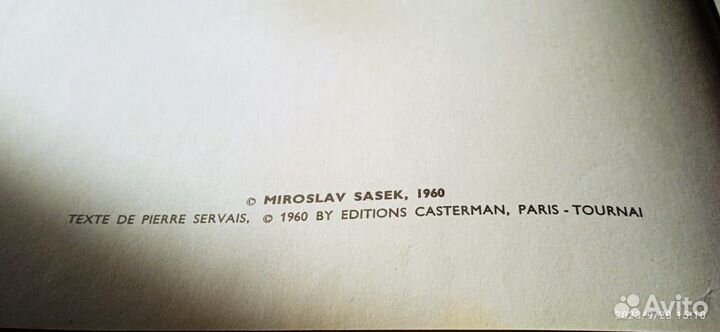 © MIROSLAV SASEK, 1960
TEXTE DE PIERRE SERVAIS, © 1960 BY EDITIONS CASTERMAN, PARIS - TOURNAI
Avito